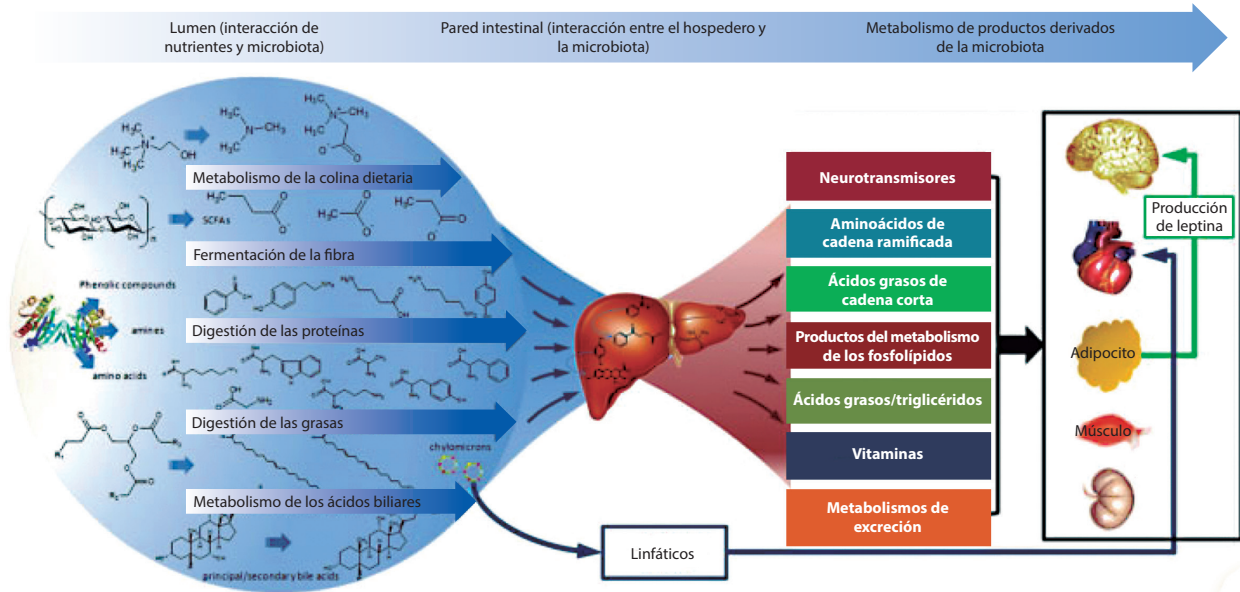 Lumen (interacción de
nutrientes y microbiota)
Pared intestinal (interacción entre el hospedero y
la microbiota)
Metabolismo de productos derivados
de la microbiota
Metabolismo de la colina dietaria
SCFAs
Fermentación de la fibra
Phenolic compounds
amines
amino acids
Digestión de las proteínas
Digestión de las grasas
chylomicrons
Metabolismo de los ácidos biliares
principal/secondary bile acids
Linfáticos
Neurotransmisores
Aminoácidos de
cadena ramificada
Ácidos grasos de
cadena corta
Productos del metabolismo
de los fosfolípidos
Ácidos grasos/triglicéridos
Vitaminas
Metabolismos de
excreción
Producción
de leptina
Adipocito
Músculo